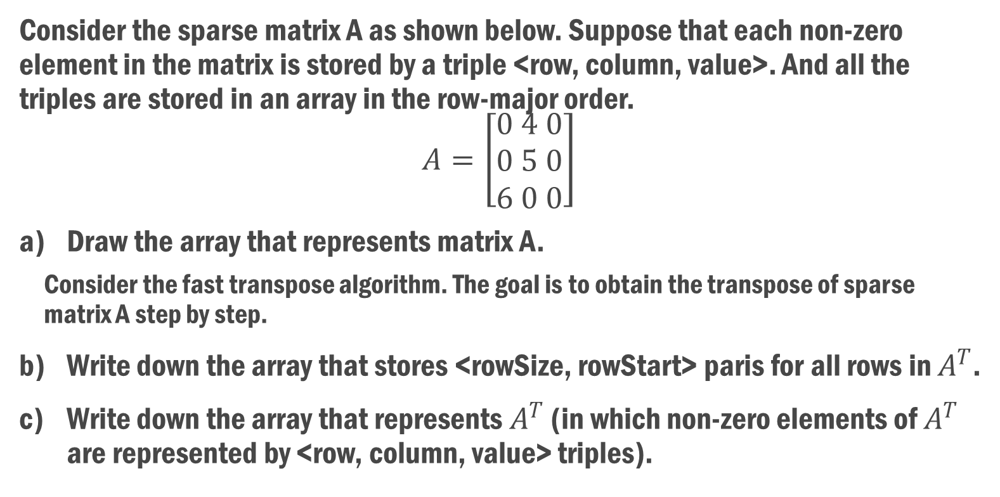 Consider the sparse matrix A as shown below. Suppose that each non-zero
element in the matrix is stored by a triple <row, column, value>. And all the
triples are stored in an array in the row-major order.
A = [0 4 0
0 5 0
6 0 0]
a) Draw the array that represents matrix A.
Consider the fast transpose algorithm. The goal is to obtain the transpose of sparse
matrix A step by step.
b) Write down the array that stores <rowSize, rowStart> paris for all rows in A^T.
c) Write down the array that represents A^T (in which non-zero elements of A^T
are represented by <row, column, value> triples).